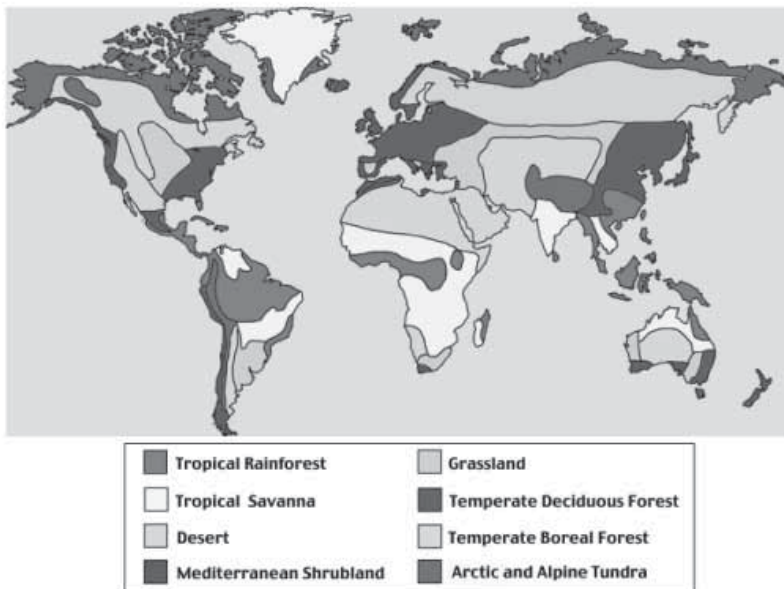 Tropical Rainforest
Tropical Savanna
Desert
Mediterranean Shrubland
Grassland
Temperate Deciduous Forest
Temperate Boreal Forest
Arctic and Alpine Tundra